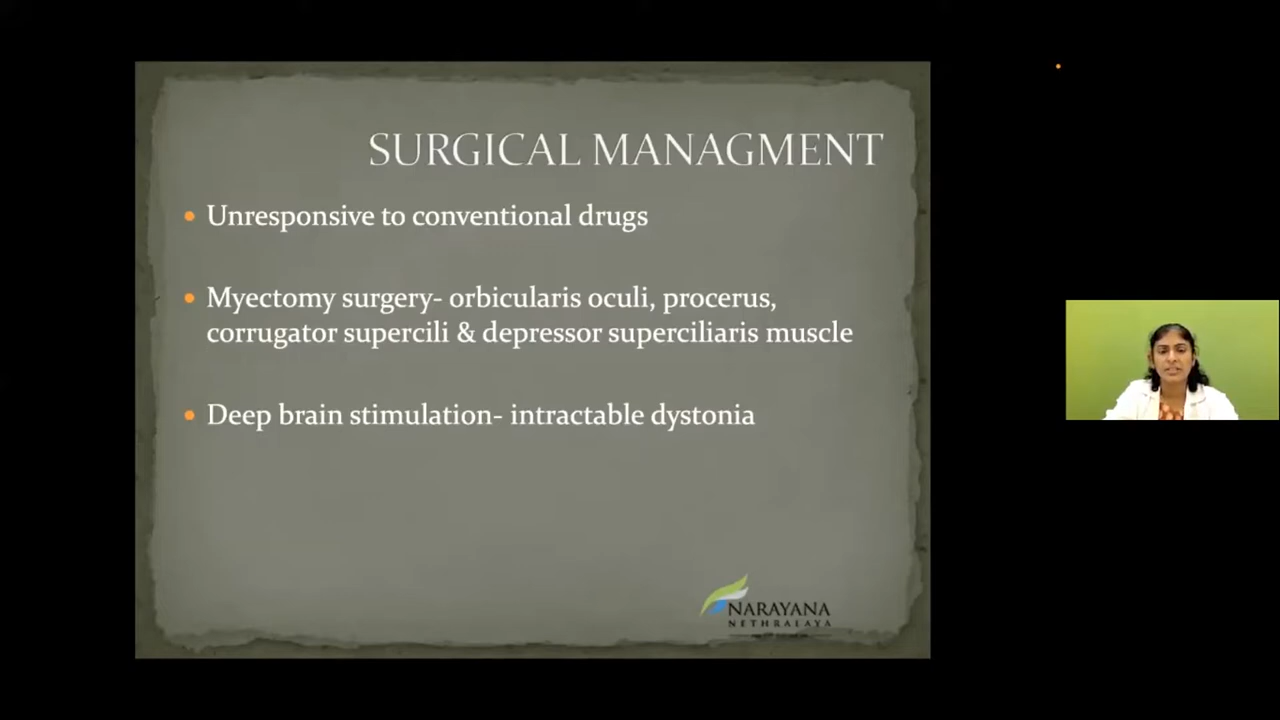 SURGICAL MANAGMENT
• Unresponsive to conventional drugs
• Myectomy surgery- orbicularis oculi, procerus,
corrugator supercili & depressor superciliaris muscle
• Deep brain stimulation- intractable dystonia
NARAYANA
NETHRALAYA